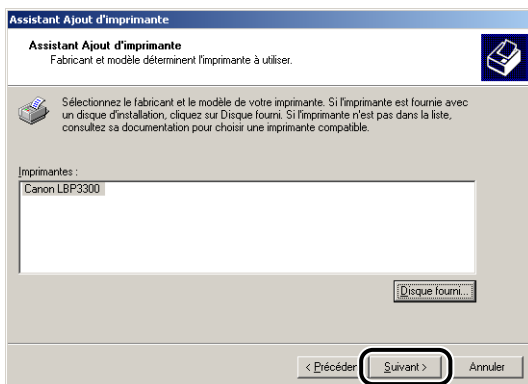 Assistant Ajout d'imprimante
Assistant Ajout d'imprimante
Fabricant et modèle déterminent l'imprimante à utiliser.
Sélectionnez le fabricant et le modèle de votre imprimante. Si l'imprimante est fournie avec
un disque d'installation, cliquez sur Disque fourni. Si l'imprimante n'est pas dans la liste,
consultez sa documentation pour choisir une imprimante compatible.
Imprimantes :
Canon LBP3300
Disque fourni...
< Précéden
Suivant >
Annuler